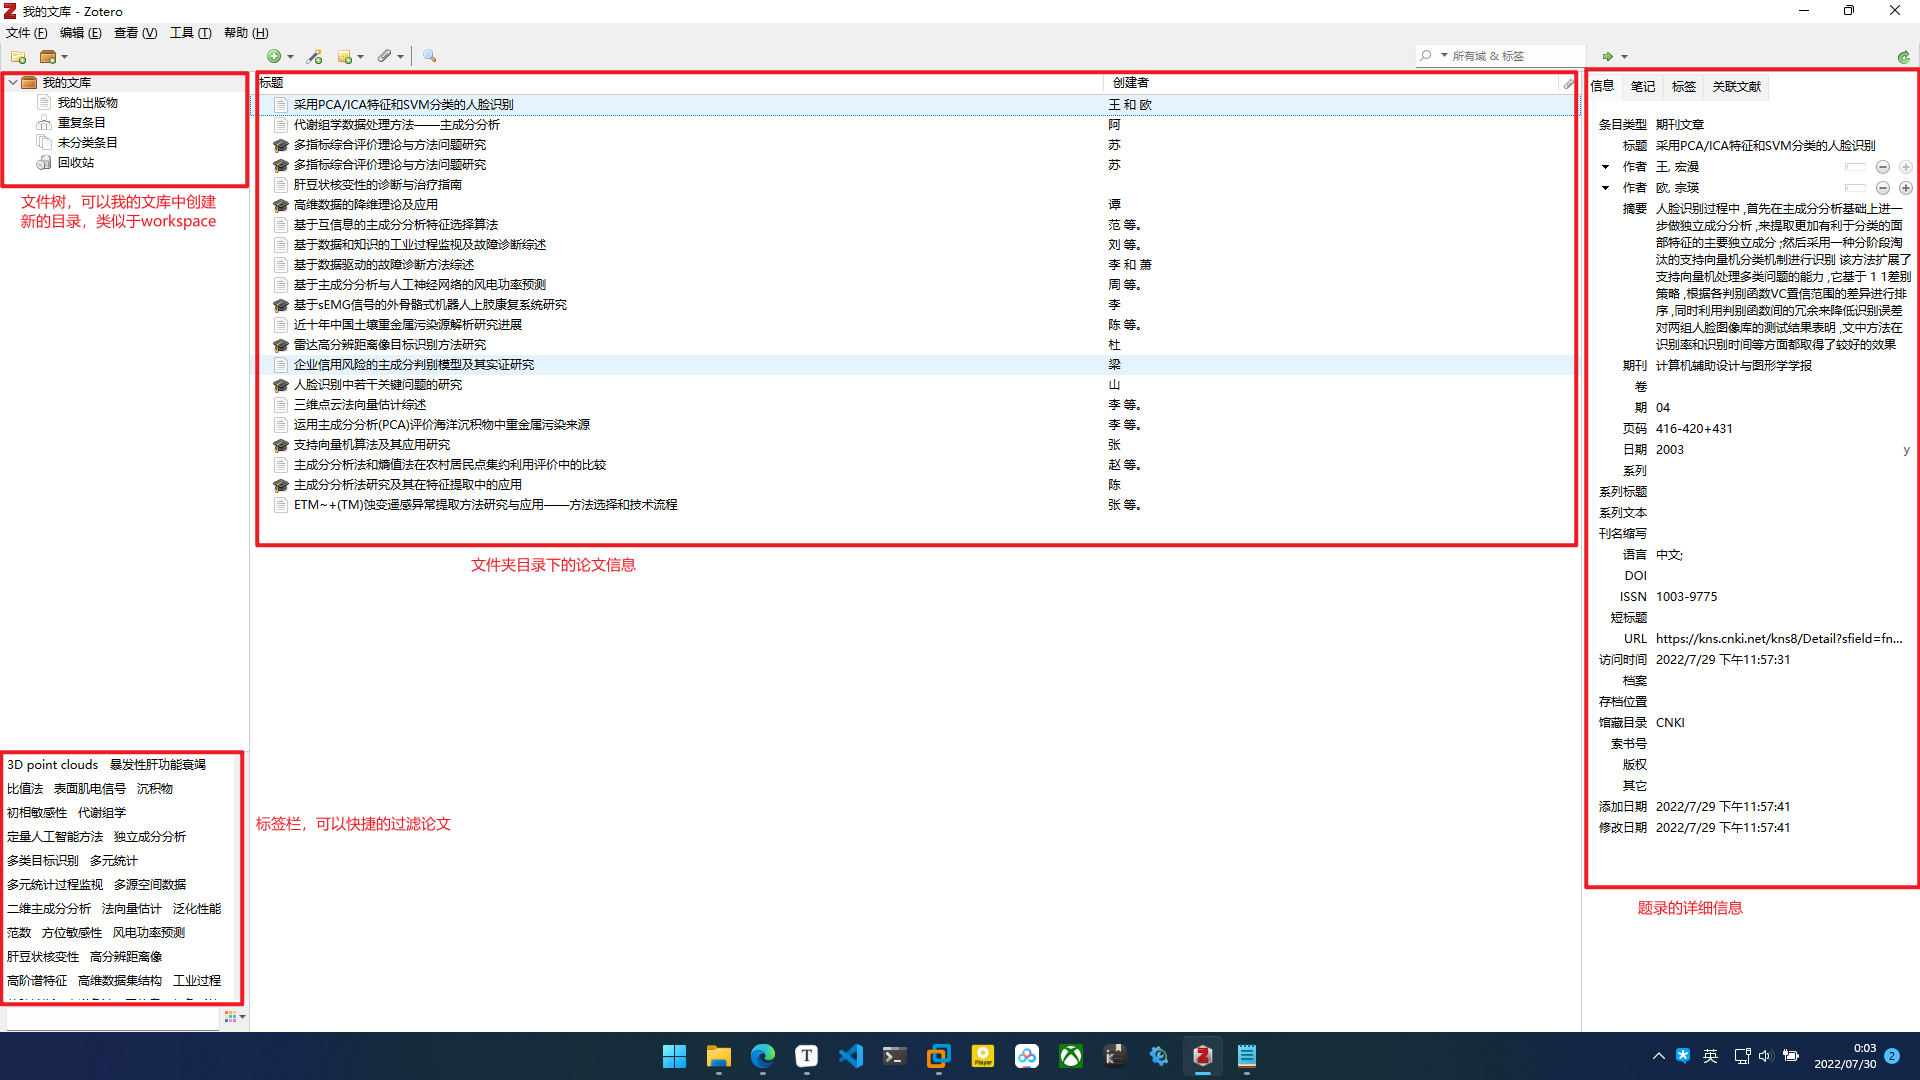 我的文库 - Zotero
文件 (F) 编辑 (E) 查看 (V) 工具 (T) 帮助 (H)
所有域 & 标签
我的文库
我的出版物
重复条目
未分类条目
回收站
文件树，可以我的文库中创建
新的目录，类似于workspace
标题 创建者
采用PCA/ICA特征和SVM分类的人脸识别 王 和 欧
代谢组学数据处理方法——主成分分析 阿
多指标综合评价理论与方法问题研究 苏
多指标综合评价理论与方法问题研究 苏
肝豆状核变性的诊断与治疗指南
高维数据的降维理论及应用 谭
基于互信息的主成分分析特征选择算法 范 等。
基于数据和知识的工业过程监视及故障诊断综述 刘 等。
基于数据驱动的故障诊断方法综述 李 和 萧
基于主成分分析与人工神经网络的风电功率预测 周 等。
基于sEMG信号的外骨骼式机器人上肢康复系统研究 李
近十年中国土壤重金属污染源解析研究进展 陈 等。
雷达高分辨距离像目标识别方法研究 杜
企业信用风险的主成分判别模型及其实证研究 梁
人脸识别中若干关键问题的研究 山
三维点云法向量估计综述 李 等。
运用主成分分析(PCA)评价海洋沉积物中重金属污染来源 李 等。
支持向量机算法及其应用研究 张
主成分分析法和熵值法在农村居民点集约利用评价中的比较 赵 等。
主成分分析法研究及其在特征提取中的应用 陈
ETM~+(TM)蚀变遥感异常提取方法研究与应用——方法选择和技术流程 张 等。
文件夹目录下的论文信息
信息 笔记 标签 关联文献
条目类型 期刊文章
标题 采用PCA/ICA特征和SVM分类的人脸识别
作者 王, 宏漫
作者 欧, 宗瑛
摘要 人脸识别过程中 ,首先在主成分分析基础上进一
步做独立成分分析 ,来提取更加有利于分类的面
部特征的主要独立成分 ;然后采用一种分阶段淘
汰的支持向量机分类机制进行识别 该方法扩展了
支持向量机处理多类问题的能力 ,它基于 1 1差别
策略 ,根据各判别函数VC置信范围的差异进行排
序 ,同时利用判别函数间的冗余来降低识别误差
对两组人脸图像库的测试结果表明 ,文中方法在
识别率和识别时间等方面都取得了较好的效果
期刊 计算机辅助设计与图形学学报
卷
期 04
页码 416-420+431
日期 2003 y
系列
系列标题
系列文本
刊名缩写
语言 中文;
DOI
ISSN 1003-9775
短标题
URL https://kns.cnki.net/kns8/Detail?sfield=fn...
访问时间 2022/7/29 下午11:57:31
档案
存档位置
馆藏目录 CNKI
索书号
版权
其它
添加日期 2022/7/29 下午11:57:41
修改日期 2022/7/29 下午11:57:41
题录的详细信息
3D point clouds 暴发性肝功能衰竭
比值法 表面肌电信号 沉积物
初相敏感性 代谢组学
定量人工智能方法 独立成分分析
多类目标识别 多元统计
多元统计过程监视 多源空间数据
二维主成分分析 法向量估计 泛化性能
范数 方位敏感性 风电功率预测
肝豆状核变性 高分辨距离像
高阶谱特征 高维数据集结构 工业过程
标签栏，可以快捷的过滤论文
T
Player
英
0:03
2022/07/30
2